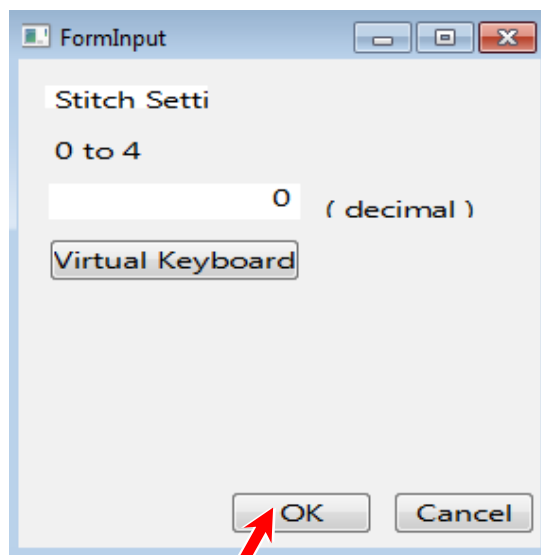 FormInput
Stitch Setti
0 to 4
0 ( decimal )
Virtual Keyboard
OK Cancel